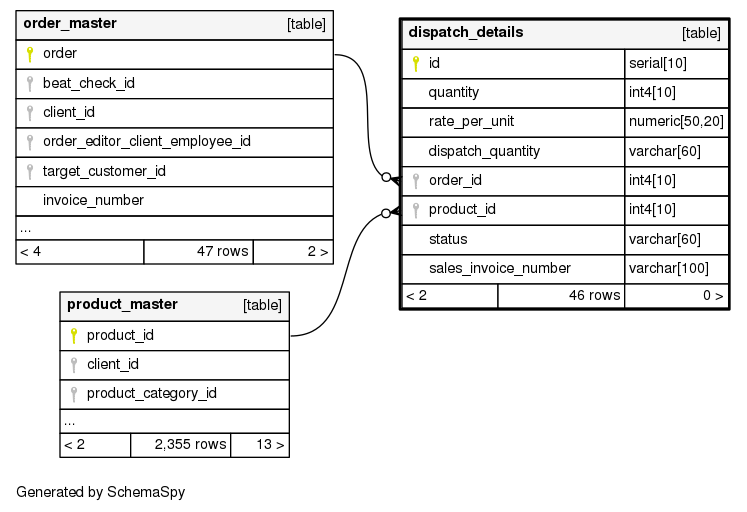 order_master [table]
order
beat_check_id
client_id
order_editor_client_employee_id
target_customer_id
invoice_number
...
< 4 47 rows 2 >
dispatch_details [table]
id serial[10]
quantity int4[10]
rate_per_unit numeric[50,20]
dispatch_quantity varchar[60]
order_id int4[10]
product_id int4[10]
status varchar[60]
sales_invoice_number varchar[100]
< 2 46 rows 0 >
product_master [table]
product_id
client_id
product_category_id
...
< 2 2,355 rows 13 >
Generated by SchemaSpy